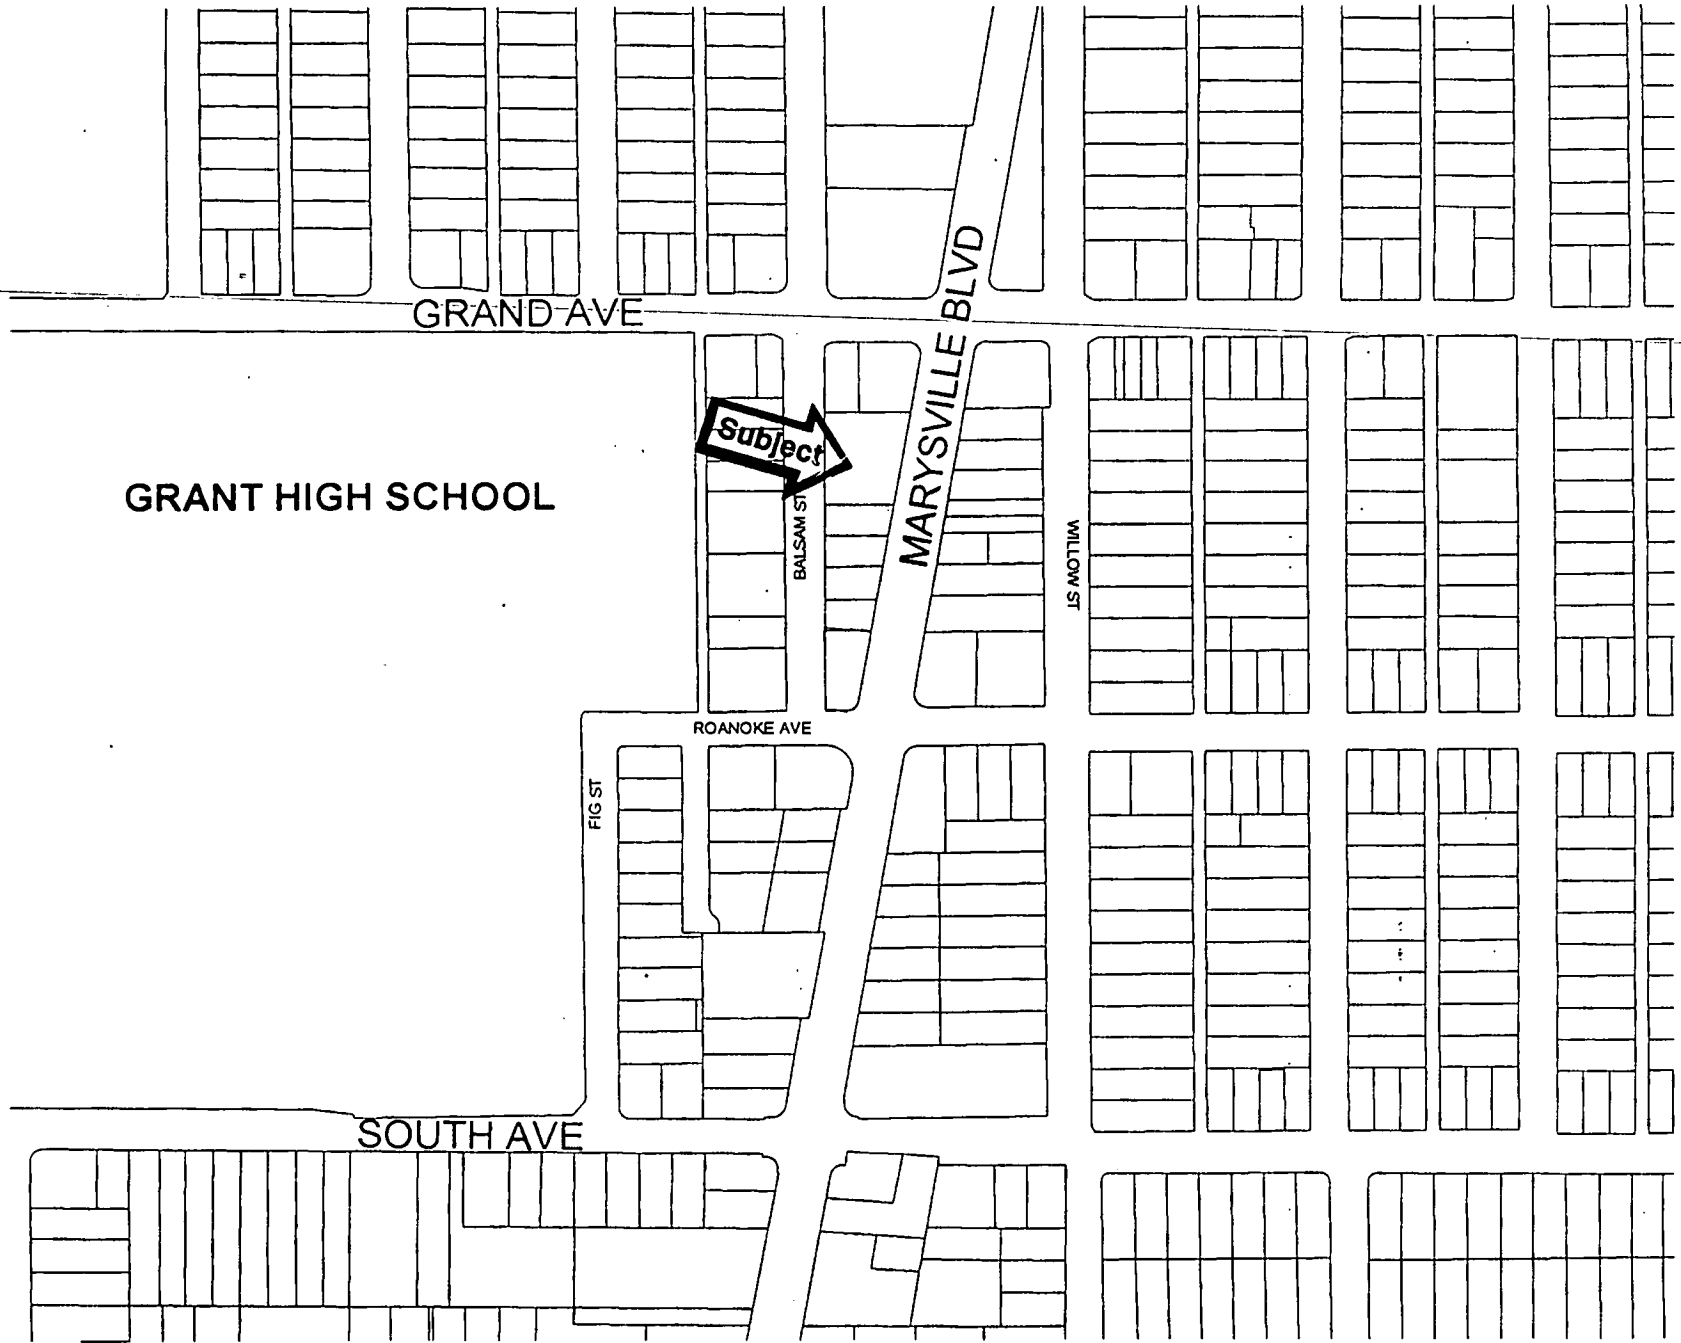 GRAND AVE
MARYSVILLE BLVD
Subject
GRANT HIGH SCHOOL
BALSAM ST
WILLOW ST
ROANOKE AVE
FIG ST
SOUTH AVE